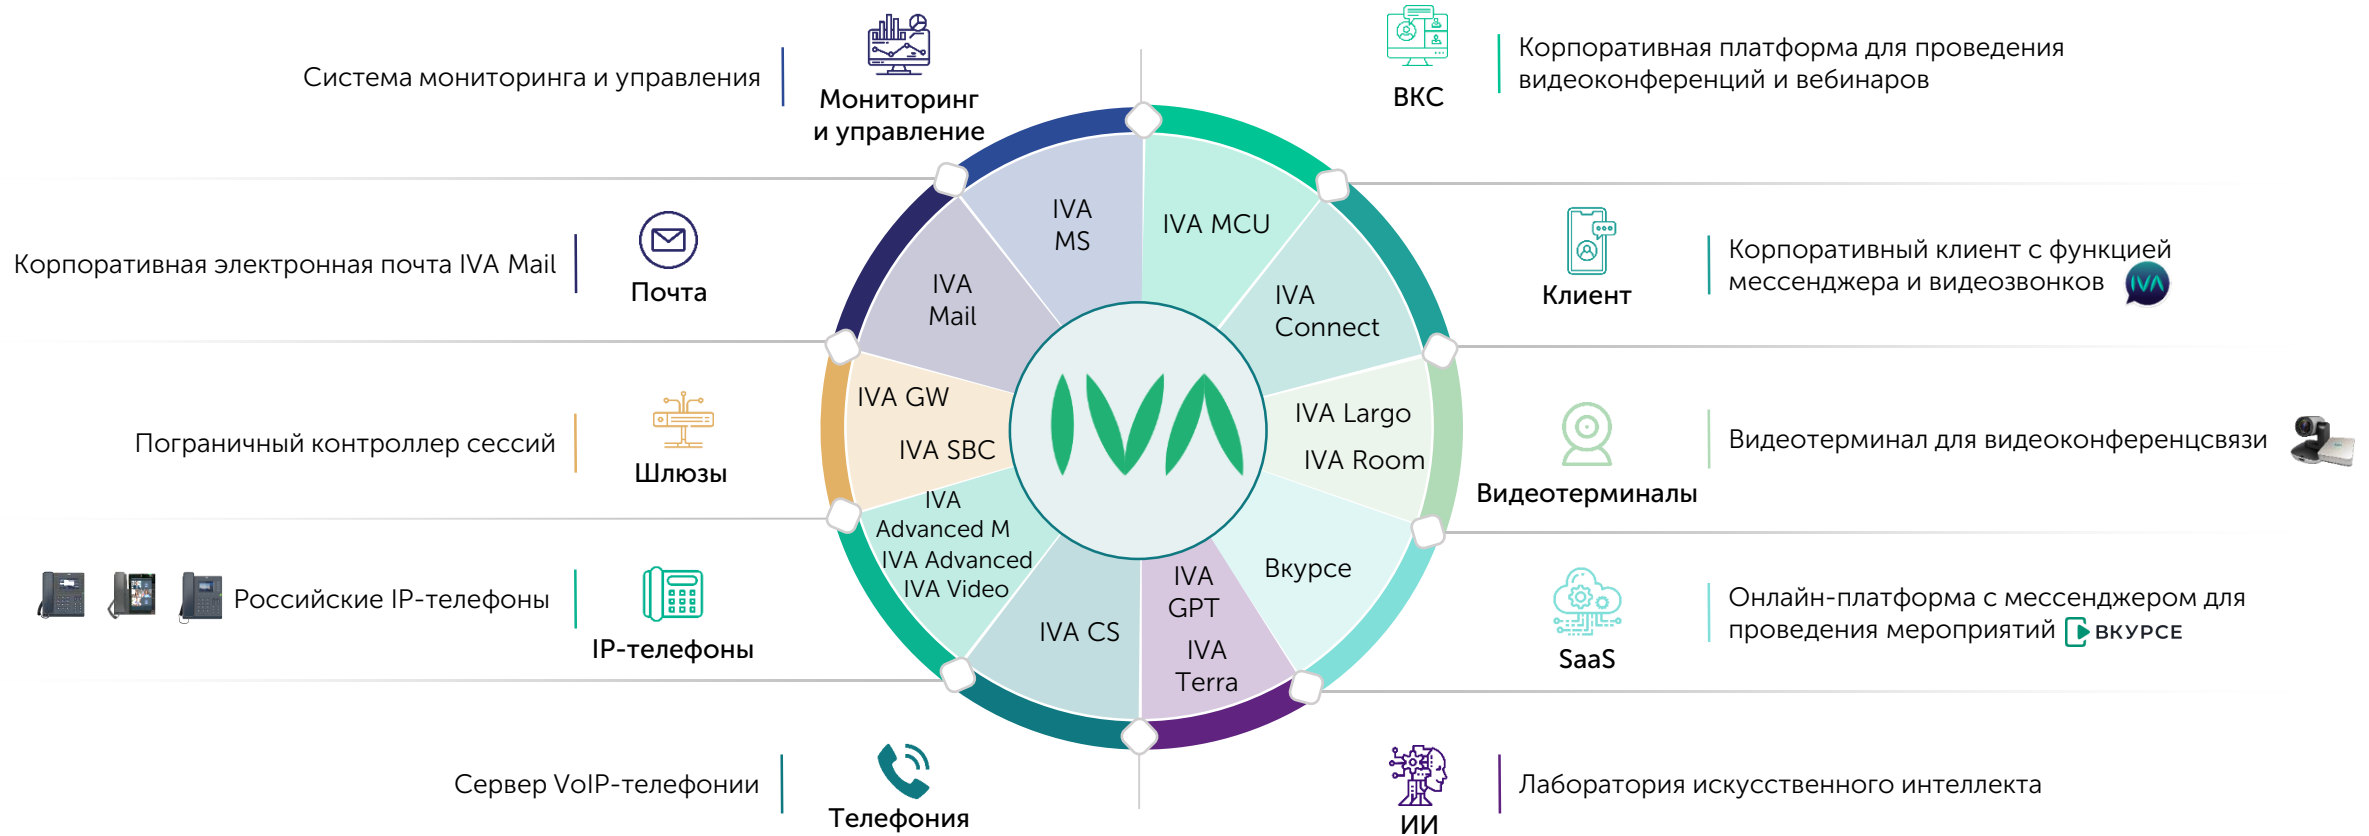 Система мониторинга и управления
Мониторинг
и управление
ВКС
Корпоративная платформа для проведения
видеоконференций и вебинаров
Корпоративная электронная почта IVA Mail
Почта
Клиент
Корпоративный клиент с функцией
мессенджера и видеозвонков
IVA
Пограничный контроллер сессий
Шлюзы
Видеотерминалы
Видеотерминал для видеоконференцсвязи
Российские IP-телефоны
IP-телефоны
SaaS
Онлайн-платформа с мессенджером для
проведения мероприятий
ВКУРСЕ
Сервер VoIP-телефонии
Телефония
ИИ
Лаборатория искусственного интеллекта
IVA
MS
IVA MCU
IVA
Mail
IVA
Connect
IVA GW
IVA SBC
IVA Largo
IVA Room
IVA
Advanced M
IVA Advanced
IVA Video
Вкурсе
IVA CS
IVA
GPT
IVA
Terra
IVA